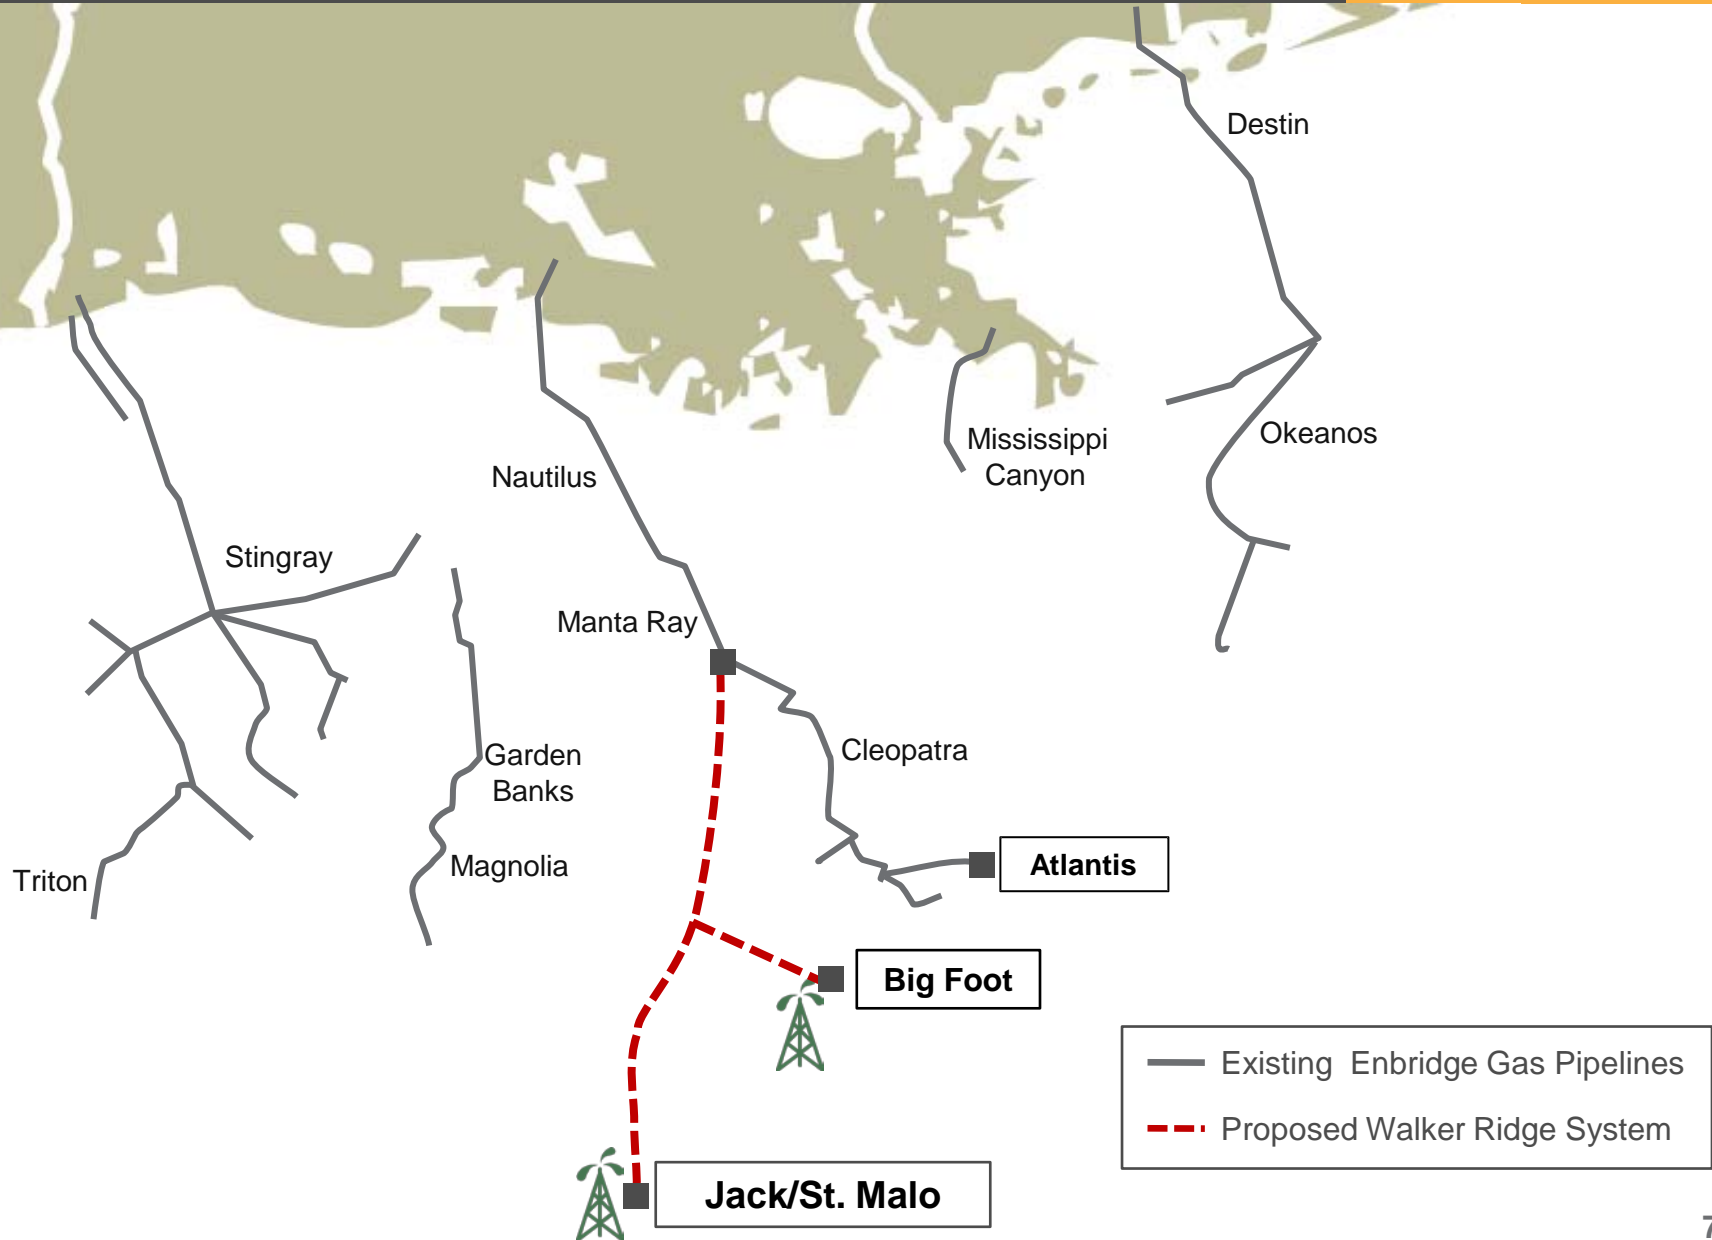 Destin
Okeanos
Mississippi
Canyon
Nautilus
Stingray
Manta Ray
Cleopatra
Garden
Banks
Magnolia
Triton
Atlantis
Big Foot
Existing Enbridge Gas Pipelines
Proposed Walker Ridge System
Jack/St. Malo
7